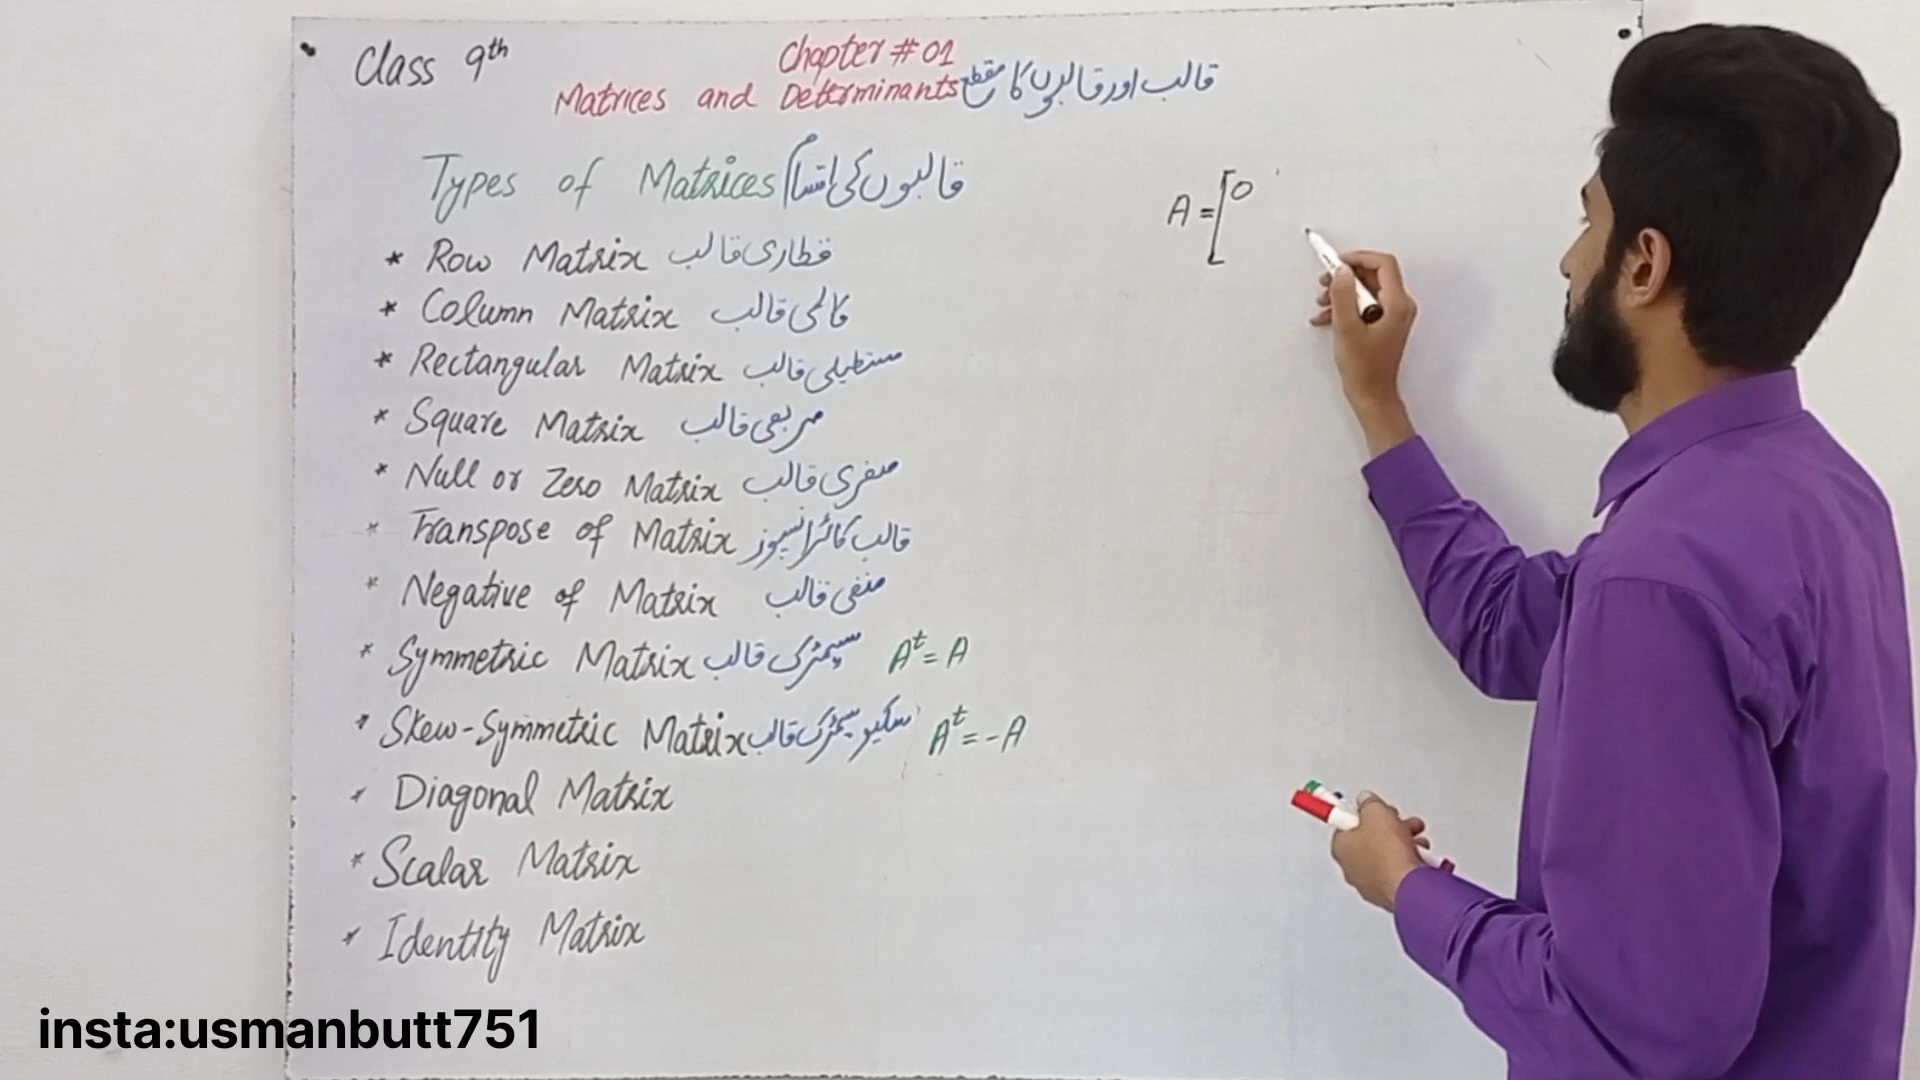 Class 9th
Chapter # 01
Matrices and Determinants قالب اور قالبوں کا مقطع
Types of Matrices قالبوں کی اقسام
A = [0
* Row Matrix قطاری قالب
* Column Matrix کالمی قالب
* Rectangular Matrix مستطیلی قالب
* Square Matrix مربعی قالب
* Null or Zero Matrix صفری قالب
* Transpose of Matrix قالب کا ٹرانسپوز
* Negative of Matrix منفی قالب
* Symmetric Matrix سیمٹرک قالب Aᵗ = A
* Skew-Symmetric Matrix سکیو سیمٹرک قالب Aᵗ = -A
* Diagonal Matrix
* Scalar Matrix
* Identity Matrix
insta:usmanbutt751